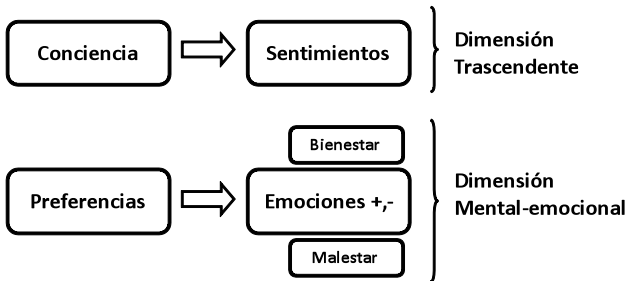 Conciencia
Sentimientos
Dimensión
Trascendente
Bienestar
Preferencias
Emociones +,-
Dimensión
Mental-emocional
Malestar